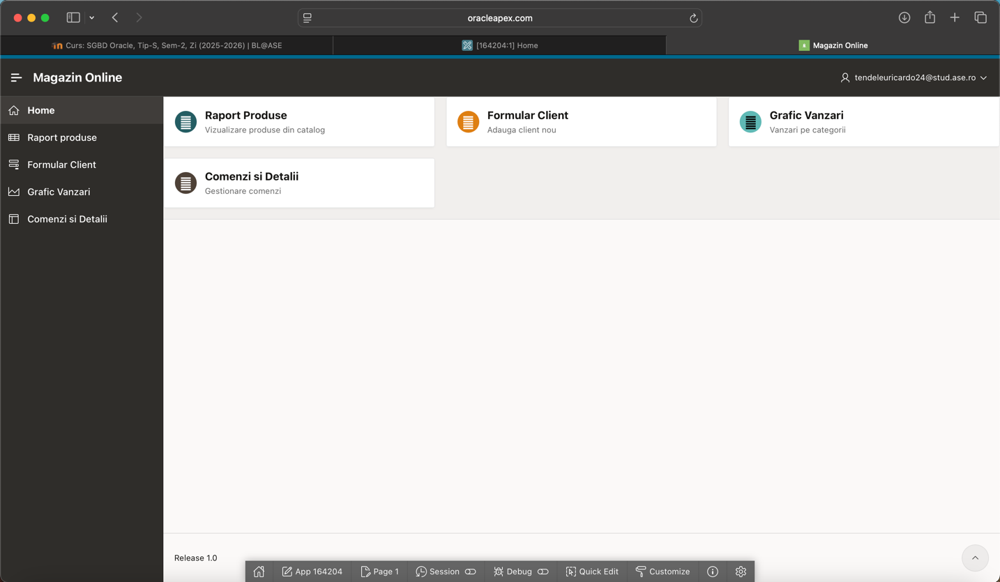 oracleapex.com
Curs: SGBD Oracle, Tip-S, Sem-2, Zi (2025-2026) | BL@ASE
[164204:1] Home
Magazin Online
Magazin Online
tendeleuricardo24@stud.ase.ro
Home
Raport produse
Formular Client
Grafic Vanzari
Comenzi si Detalii
Raport Produse
Vizualizare produse din catalog
Formular Client
Adauga client nou
Grafic Vanzari
Vanzari pe categorii
Comenzi si Detalii
Gestionare comenzi
Release 1.0
App 164204
Page 1
Session
Debug
Quick Edit
Customize